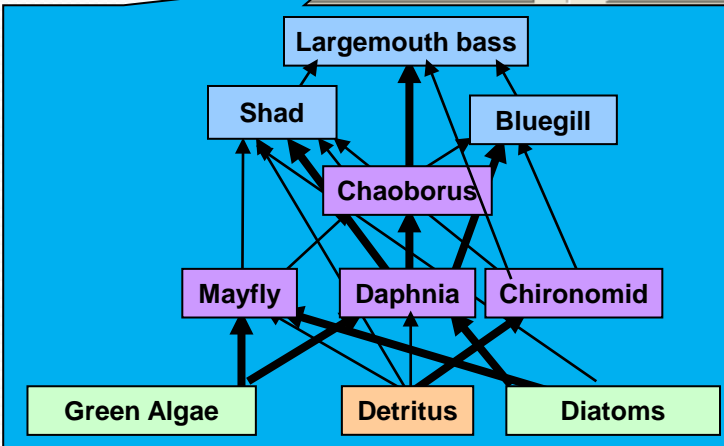 Largemouth bass
Shad
Bluegill
Chaoborus
Mayfly
Daphnia
Chironomid
Green Algae
Detritus
Diatoms